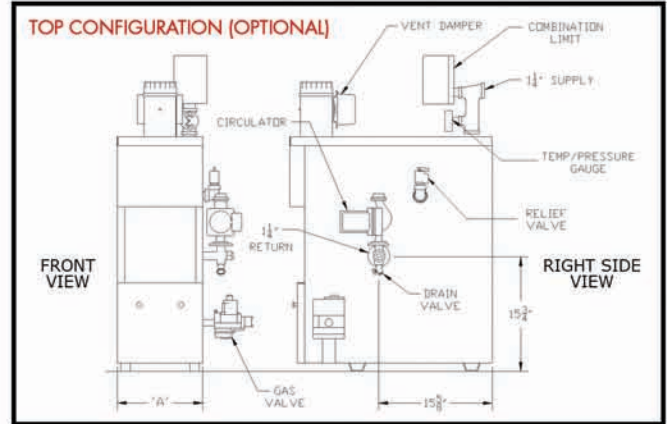 TOP CONFIGURATION (OPTIONAL)
VENT DAMPER
COMBINATION
LIMIT
1¼" SUPPLY
CIRCULATOR
TEMP/PRESSURE
GAUGE
RELIEF
VALVE
1¼"
RETURN
FRONT
VIEW
RIGHT SIDE
VIEW
DRAIN
VALVE
15¾"
GAS
VALVE
'A'
15⅝"